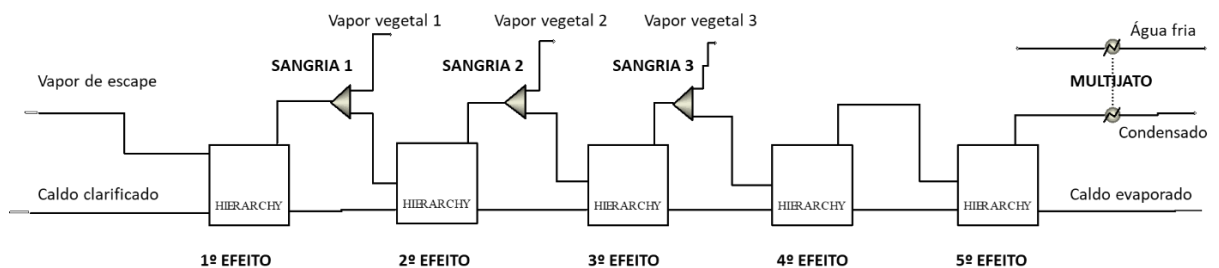 Vapor vegetal 1
Vapor vegetal 2
Vapor vegetal 3
Água fria
SANGRIA 1
SANGRIA 2
SANGRIA 3
Vapor de escape
MULTIJATO
Condensado
Caldo clarificado
Caldo evaporado
HIERARCHY
HIERARCHY
HIERARCHY
HIERARCHY
HIERARCHY
1º EFEITO
2º EFEITO
3º EFEITO
4º EFEITO
5º EFEITO